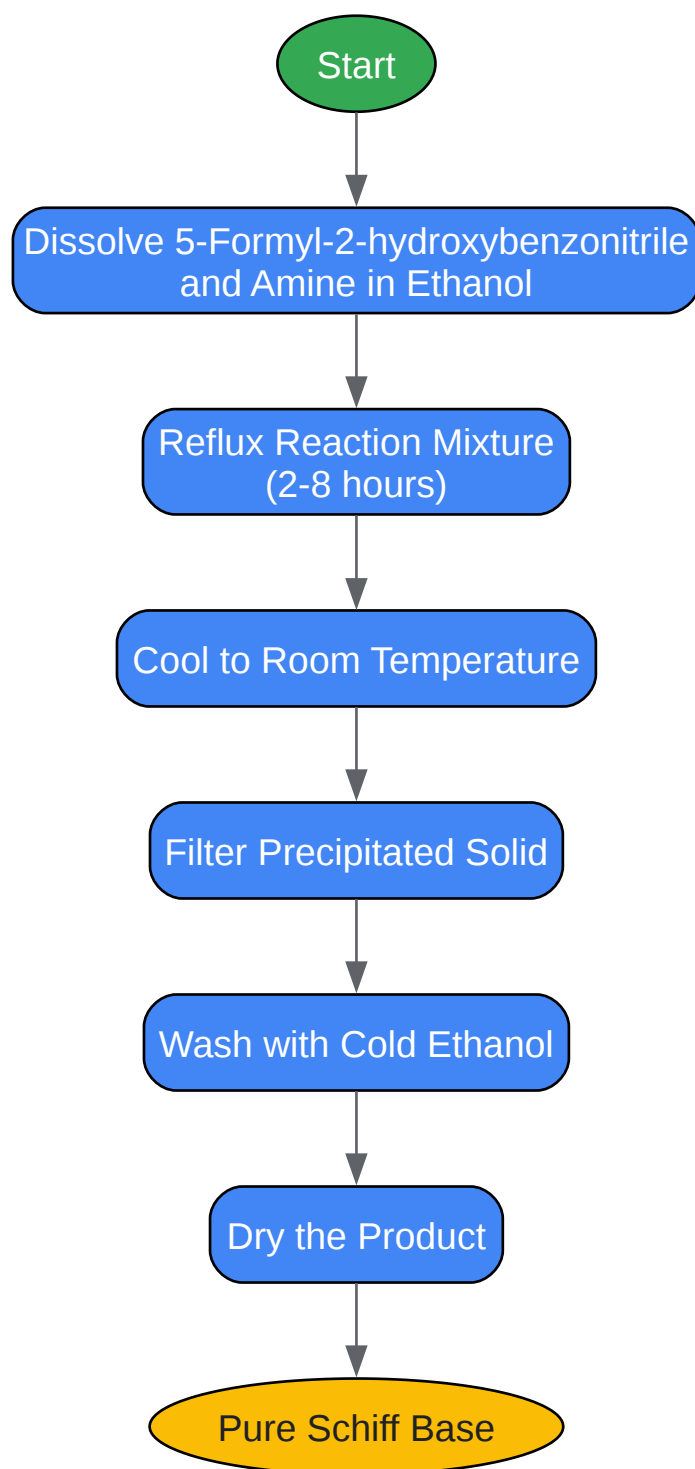 Start
Dissolve 5-Formyl-2-hydroxybenzonitrile
and Amine in Ethanol
Reflux Reaction Mixture
(2-8 hours)
Cool to Room Temperature
Filter Precipitated Solid
Wash with Cold Ethanol
Dry the Product
Pure Schiff Base